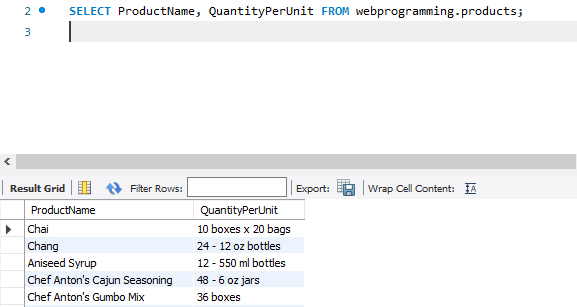 2 SELECT ProductName, QuantityPerUnit FROM webprogramming.products;
3
Result Grid Filter Rows: Export: Wrap Cell Content: IA
ProductName QuantityPerUnit
Chai 10 boxes x 20 bags
Chang 24 - 12 oz bottles
Aniseed Syrup 12 - 550 ml bottles
Chef Anton's Cajun Seasoning 48 - 6 oz jars
Chef Anton's Gumbo Mix 36 boxes